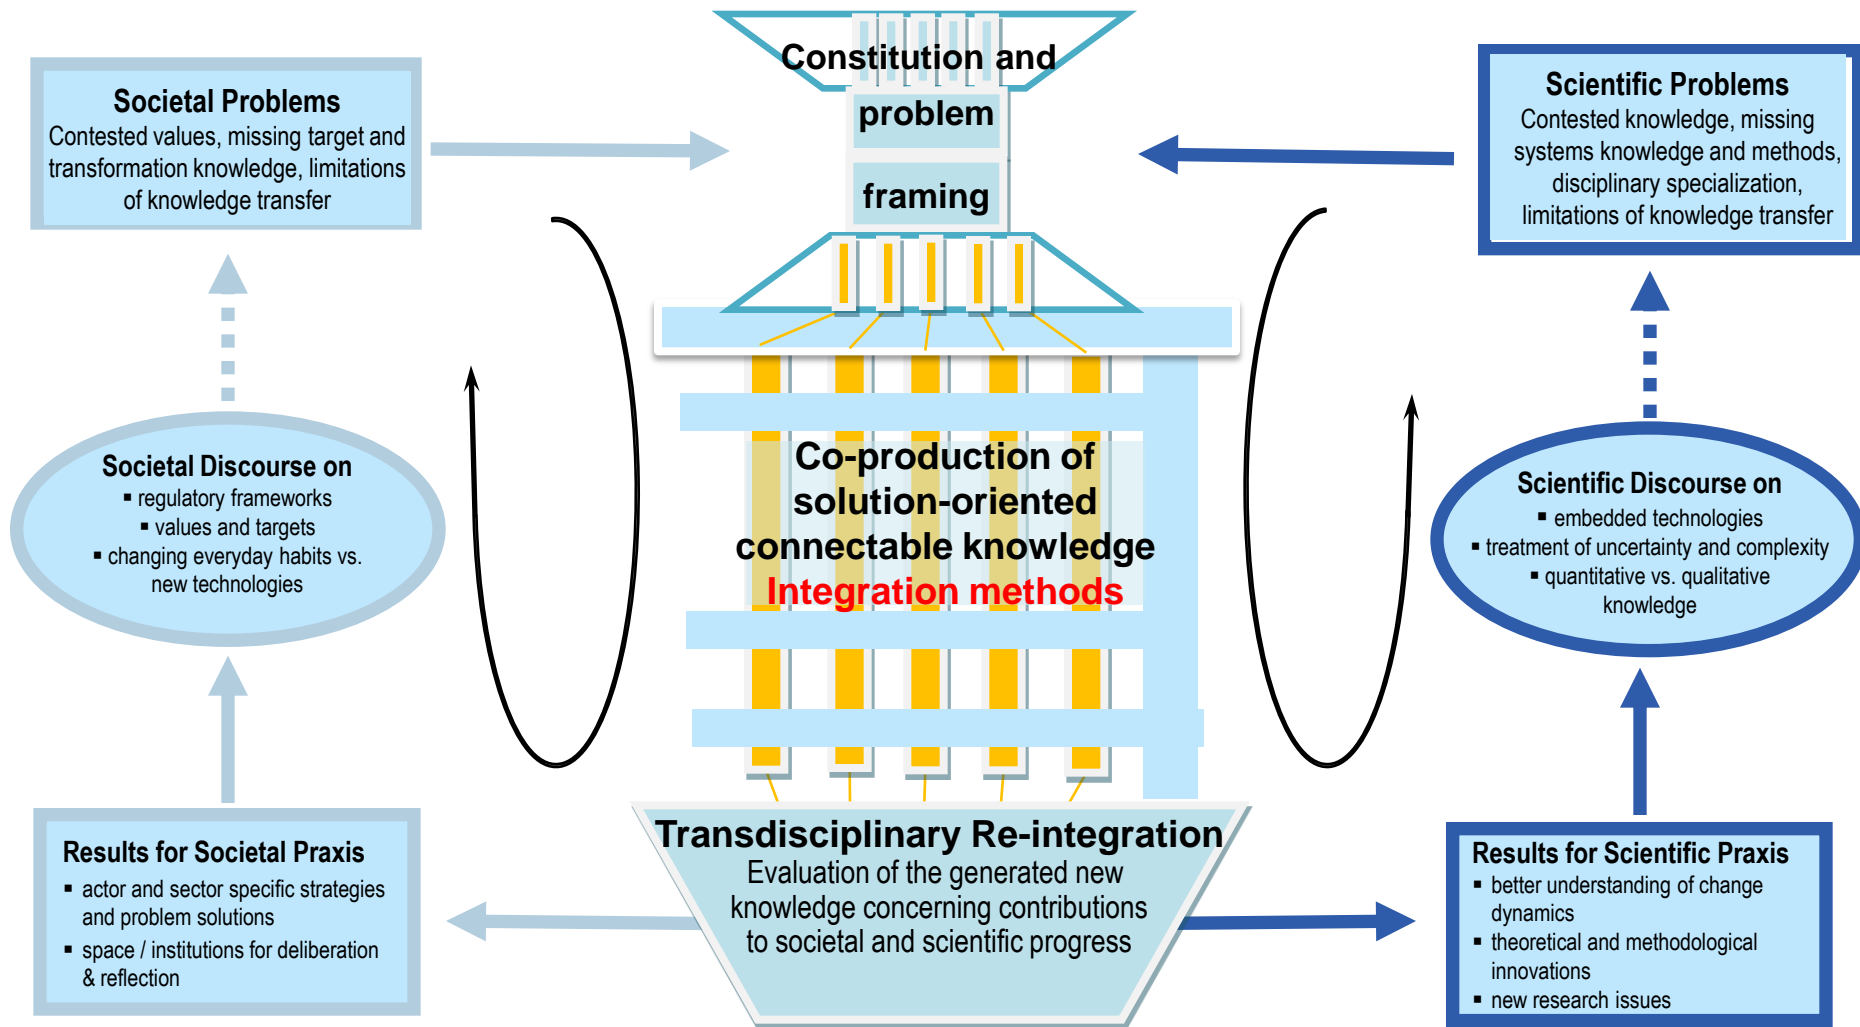 Societal Problems
Contested values, missing target and
transformation knowledge, limitations
of knowledge transfer
Constitution and
problem
framing
Scientific Problems
Contested knowledge, missing
systems knowledge and methods,
disciplinary specialization,
limitations of knowledge transfer
Societal Discourse on
▪ regulatory frameworks
▪ values and targets
▪ changing everyday habits vs.
new technologies
Co-production of
solution-oriented
connectable knowledge
Integration methods
Scientific Discourse on
▪ embedded technologies
▪ treatment of uncertainty and complexity
▪ quantitative vs. qualitative
knowledge
Results for Societal Praxis
▪ actor and sector specific strategies
and problem solutions
▪ space / institutions for deliberation
& reflection
Transdisciplinary Re-integration
Evaluation of the generated new
knowledge concerning contributions
to societal and scientific progress
Results for Scientific Praxis
▪ better understanding of change
dynamics
▪ theoretical and methodological
innovations
▪ new research issues